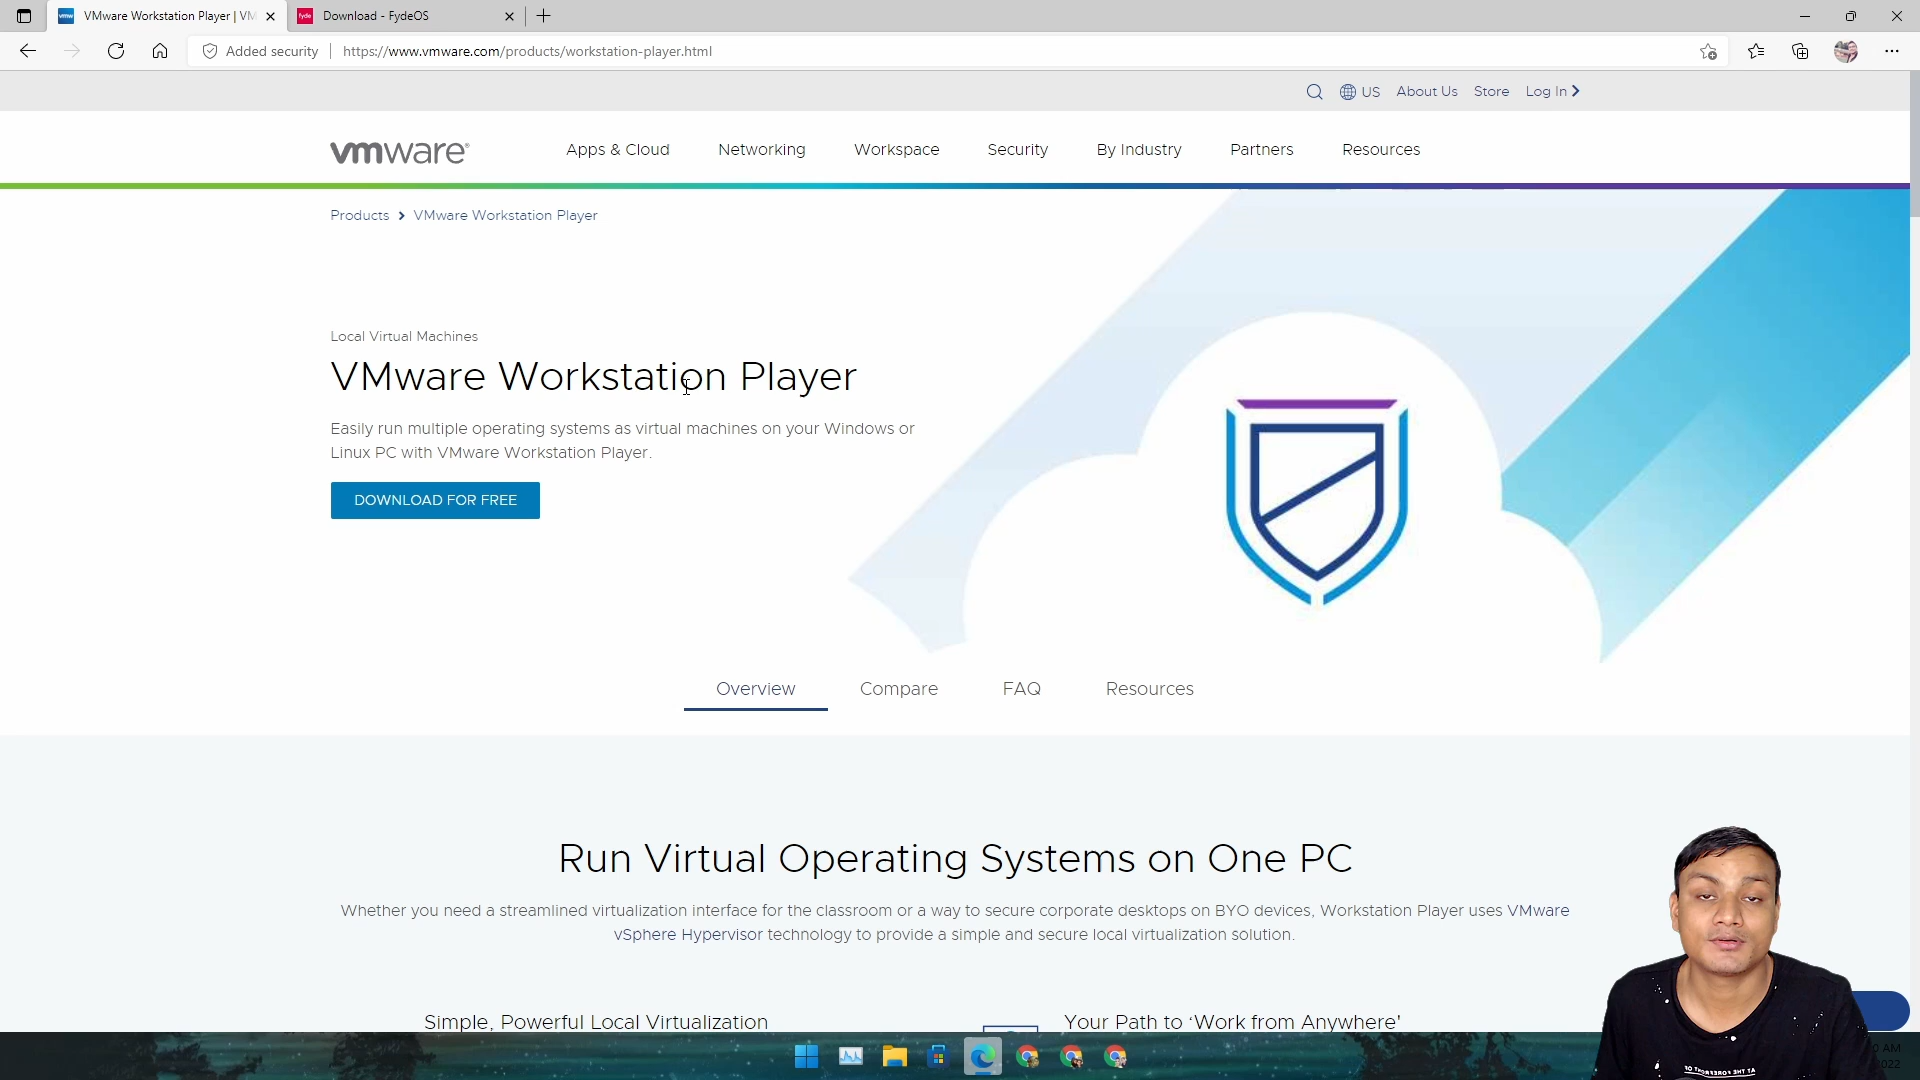 VMware Workstation Player | VM
fyde
Download - FydeOS
Added security
https://www.vmware.com/products/workstation-player.html
US
About Us
Store
Log In
vmware®
Apps & Cloud
Networking
Workspace
Security
By Industry
Partners
Resources
Products
VMware Workstation Player
Local Virtual Machines
VMware Workstation Player
Easily run multiple operating systems as virtual machines on your Windows or
Linux PC with VMware Workstation Player.
DOWNLOAD FOR FREE
Overview
Compare
FAQ
Resources
Run Virtual Operating Systems on One PC
Whether you need a streamlined virtualization interface for the classroom or a way to secure corporate desktops on BYO devices, Workstation Player uses VMware
vSphere Hypervisor technology to provide a simple and secure local virtualization solution.
Simple, Powerful Local Virtualization
Your Path to ‘Work from Anywhere'
AM
022